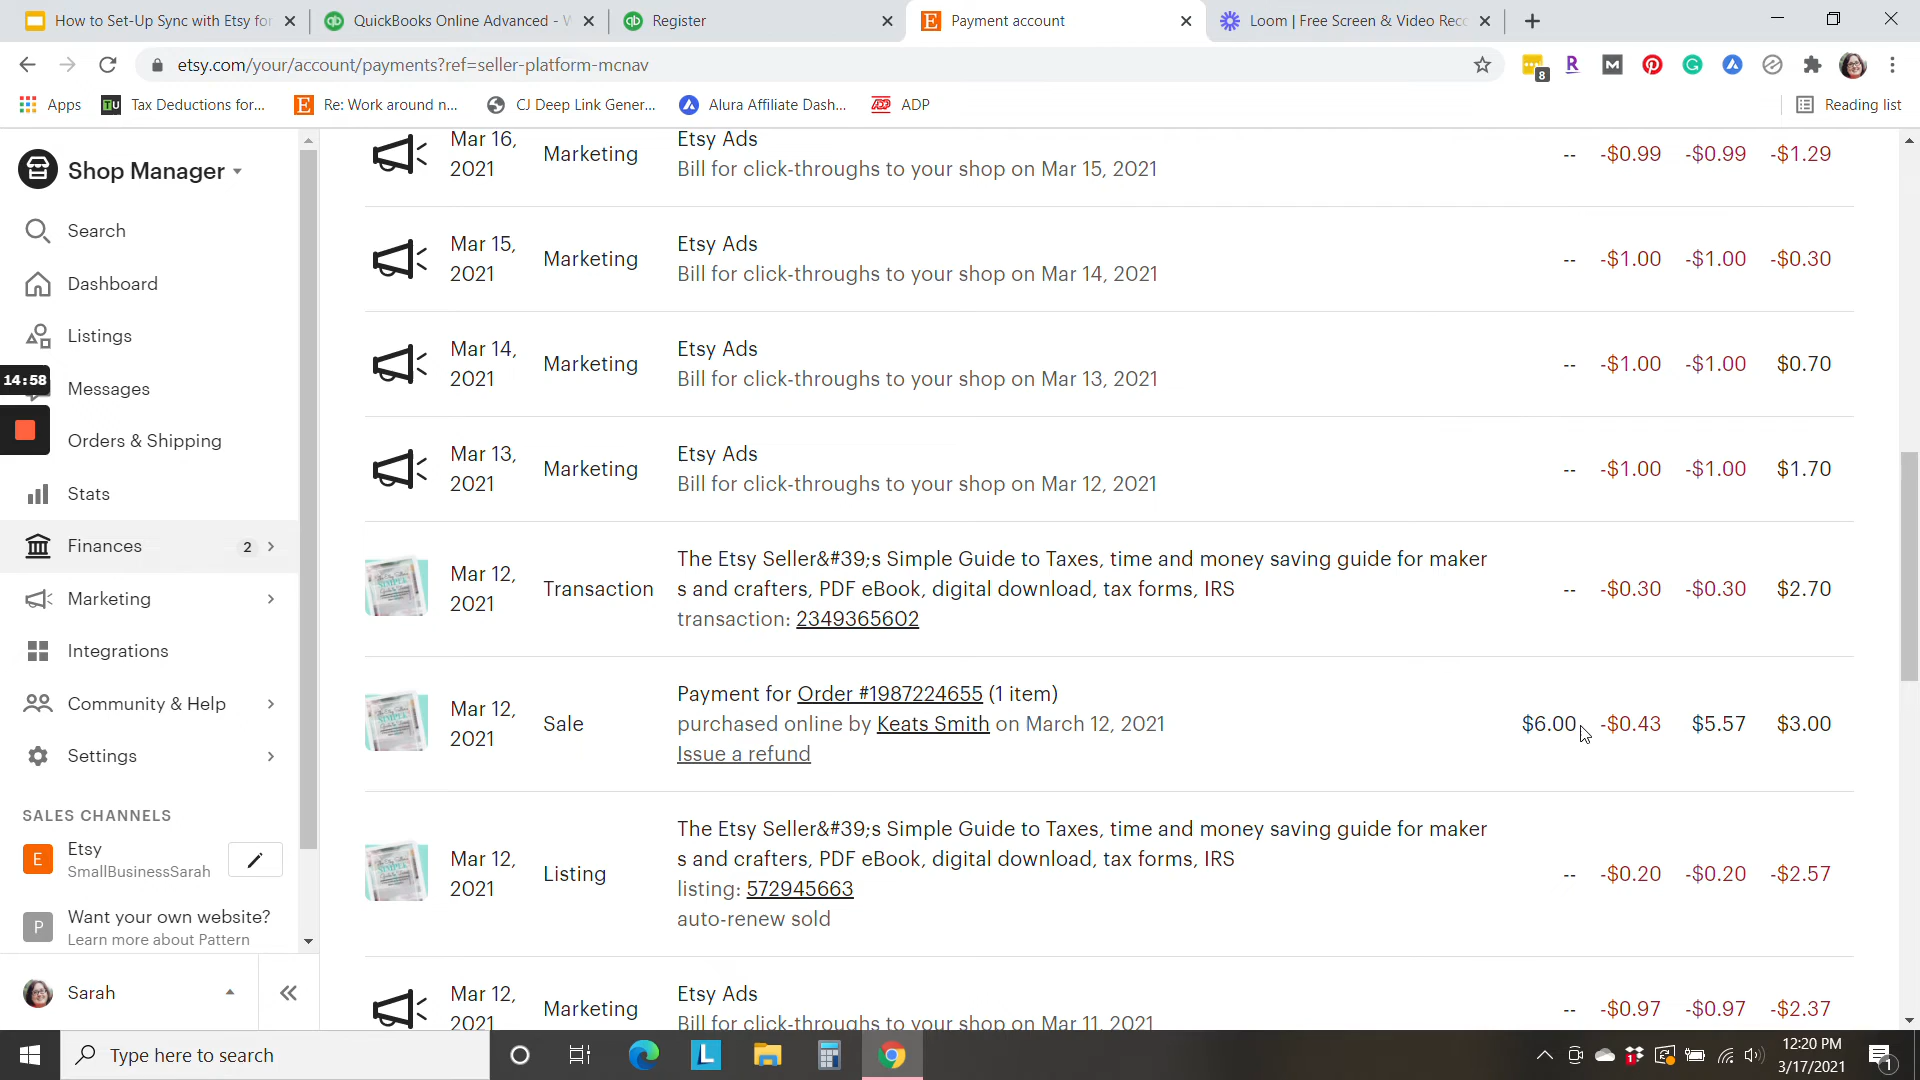 How to Set-Up Sync with Etsy for
QuickBooks Online Advanced - W
Register
Payment account
Loom | Free Screen & Video Rec
etsy.com/your/account/payments?ref=seller-platform-mcnav
8
Apps
Tax Deductions for...
Re: Work around n...
CJ Deep Link Gener...
Alura Affiliate Dash...
ADP
Reading list
Shop Manager
Search
Dashboard
Listings
14:58
Messages
Orders & Shipping
Stats
Finances 2
Marketing
Integrations
Community & Help
Settings
SALES CHANNELS
E Etsy
SmallBusinessSarah
P Want your own website?
Learn more about Pattern
Sarah
Mar 16, 2021
Marketing
Etsy Ads
Bill for click-throughs to your shop on Mar 15, 2021
-- -$0.99 -$0.99 -$1.29
Mar 15, 2021
Marketing
Etsy Ads
Bill for click-throughs to your shop on Mar 14, 2021
-- -$1.00 -$1.00 -$0.30
Mar 14, 2021
Marketing
Etsy Ads
Bill for click-throughs to your shop on Mar 13, 2021
-- -$1.00 -$1.00 $0.70
Mar 13, 2021
Marketing
Etsy Ads
Bill for click-throughs to your shop on Mar 12, 2021
-- -$1.00 -$1.00 $1.70
Mar 12, 2021
Transaction
The Etsy Seller&#39;s Simple Guide to Taxes, time and money saving guide for maker
s and crafters, PDF eBook, digital download, tax forms, IRS
transaction: 2349365602
-- -$0.30 -$0.30 $2.70
Mar 12, 2021
Sale
Payment for Order #1987224655 (1 item)
purchased online by Keats Smith on March 12, 2021
Issue a refund
$6.00 -$0.43 $5.57 $3.00
Mar 12, 2021
Listing
The Etsy Seller&#39;s Simple Guide to Taxes, time and money saving guide for maker
s and crafters, PDF eBook, digital download, tax forms, IRS
listing: 572945663
auto-renew sold
-- -$0.20 -$0.20 -$2.57
Mar 12, 2021
Marketing
Etsy Ads
Bill for click-throughs to your shop on Mar 11, 2021
-- -$0.97 -$0.97 -$2.37
Type here to search
12:20 PM
3/17/2021
1